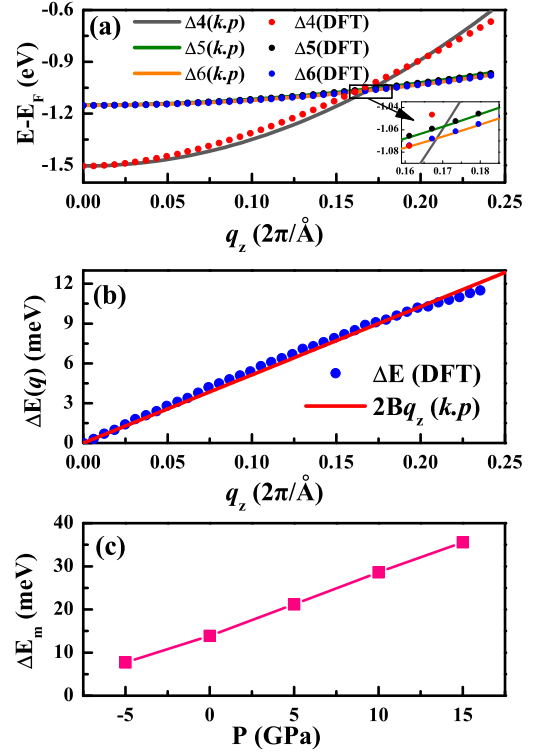 (a)
Δ4(k.p) Δ4(DFT)
Δ5(k.p) Δ5(DFT)
Δ6(k.p) Δ6(DFT)
E-E_F (eV)
-0.6
-0.9
-1.2
-1.5
-1.04
-1.06
-1.08
0.16 0.17 0.18
0.00 0.05 0.10 0.15 0.20 0.25
q_z (2π/Å)
(b)
ΔE(q) (meV)
12
9
6
3
0
ΔE (DFT)
2Bq_z (k.p)
0.00 0.05 0.10 0.15 0.20 0.25
q_z (2π/Å)
(c)
ΔE_m (meV)
40
30
20
10
0
-5 0 5 10 15
P (GPa)